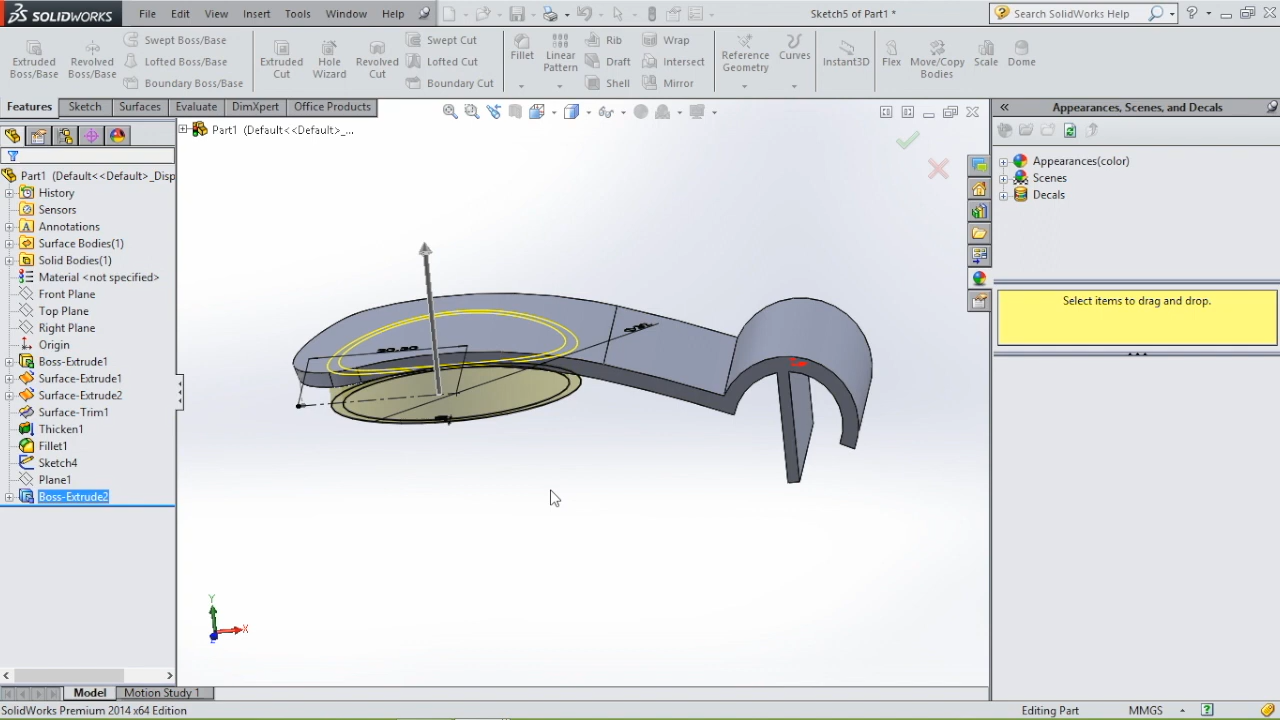 SOLIDWORKS File Edit View Insert Tools Window Help Sketch5 of Part1 * Search SolidWorks Help
Extruded Boss/Base
Revolved Boss/Base
Swept Boss/Base
Lofted Boss/Base
Boundary Boss/Base
Extruded Cut
Hole Wizard
Revolved Cut
Swept Cut
Lofted Cut
Boundary Cut
Fillet
Linear Pattern
Rib
Draft
Shell
Wrap
Intersect
Mirror
Reference Geometry
Curves
Instant3D
Flex
Move/Copy Bodies
Scale
Dome
Features Sketch Surfaces Evaluate DimXpert Office Products
Appearances, Scenes, and Decals
Part1 (Default<<Default>_...
Part1 (Default<<Default>_Disp
History
Sensors
Annotations
Surface Bodies(1)
Solid Bodies(1)
Material <not specified>
Front Plane
Top Plane
Right Plane
Origin
Boss-Extrude1
Surface-Extrude1
Surface-Extrude2
Surface-Trim1
Thicken1
Fillet1
Sketch4
Plane1
Boss-Extrude2
Appearances(color)
Scenes
Decals
Select items to drag and drop.
Y
X
Z
Model Motion Study 1
SolidWorks Premium 2014 x64 Edition Editing Part MMGS